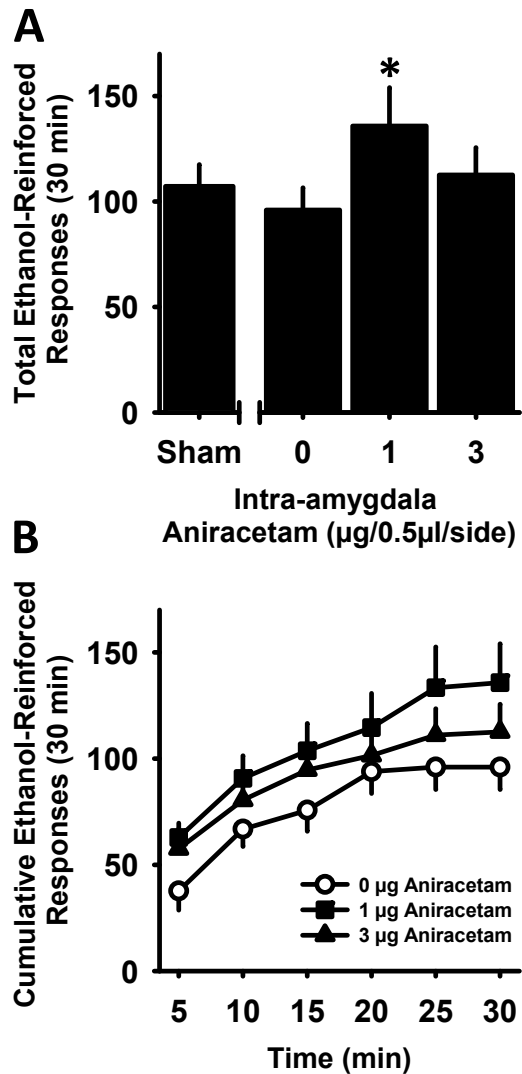 A
Total Ethanol-Reinforced
Responses (30 min)
150
100
50
0
*
Sham 0 1 3
Intra-amygdala
Aniracetam (µg/0.5µl/side)
B
Cumulative Ethanol-Reinforced
Responses (30 min)
150
100
50
0
0 µg Aniracetam
1 µg Aniracetam
3 µg Aniracetam
5 10 15 20 25 30
Time (min)